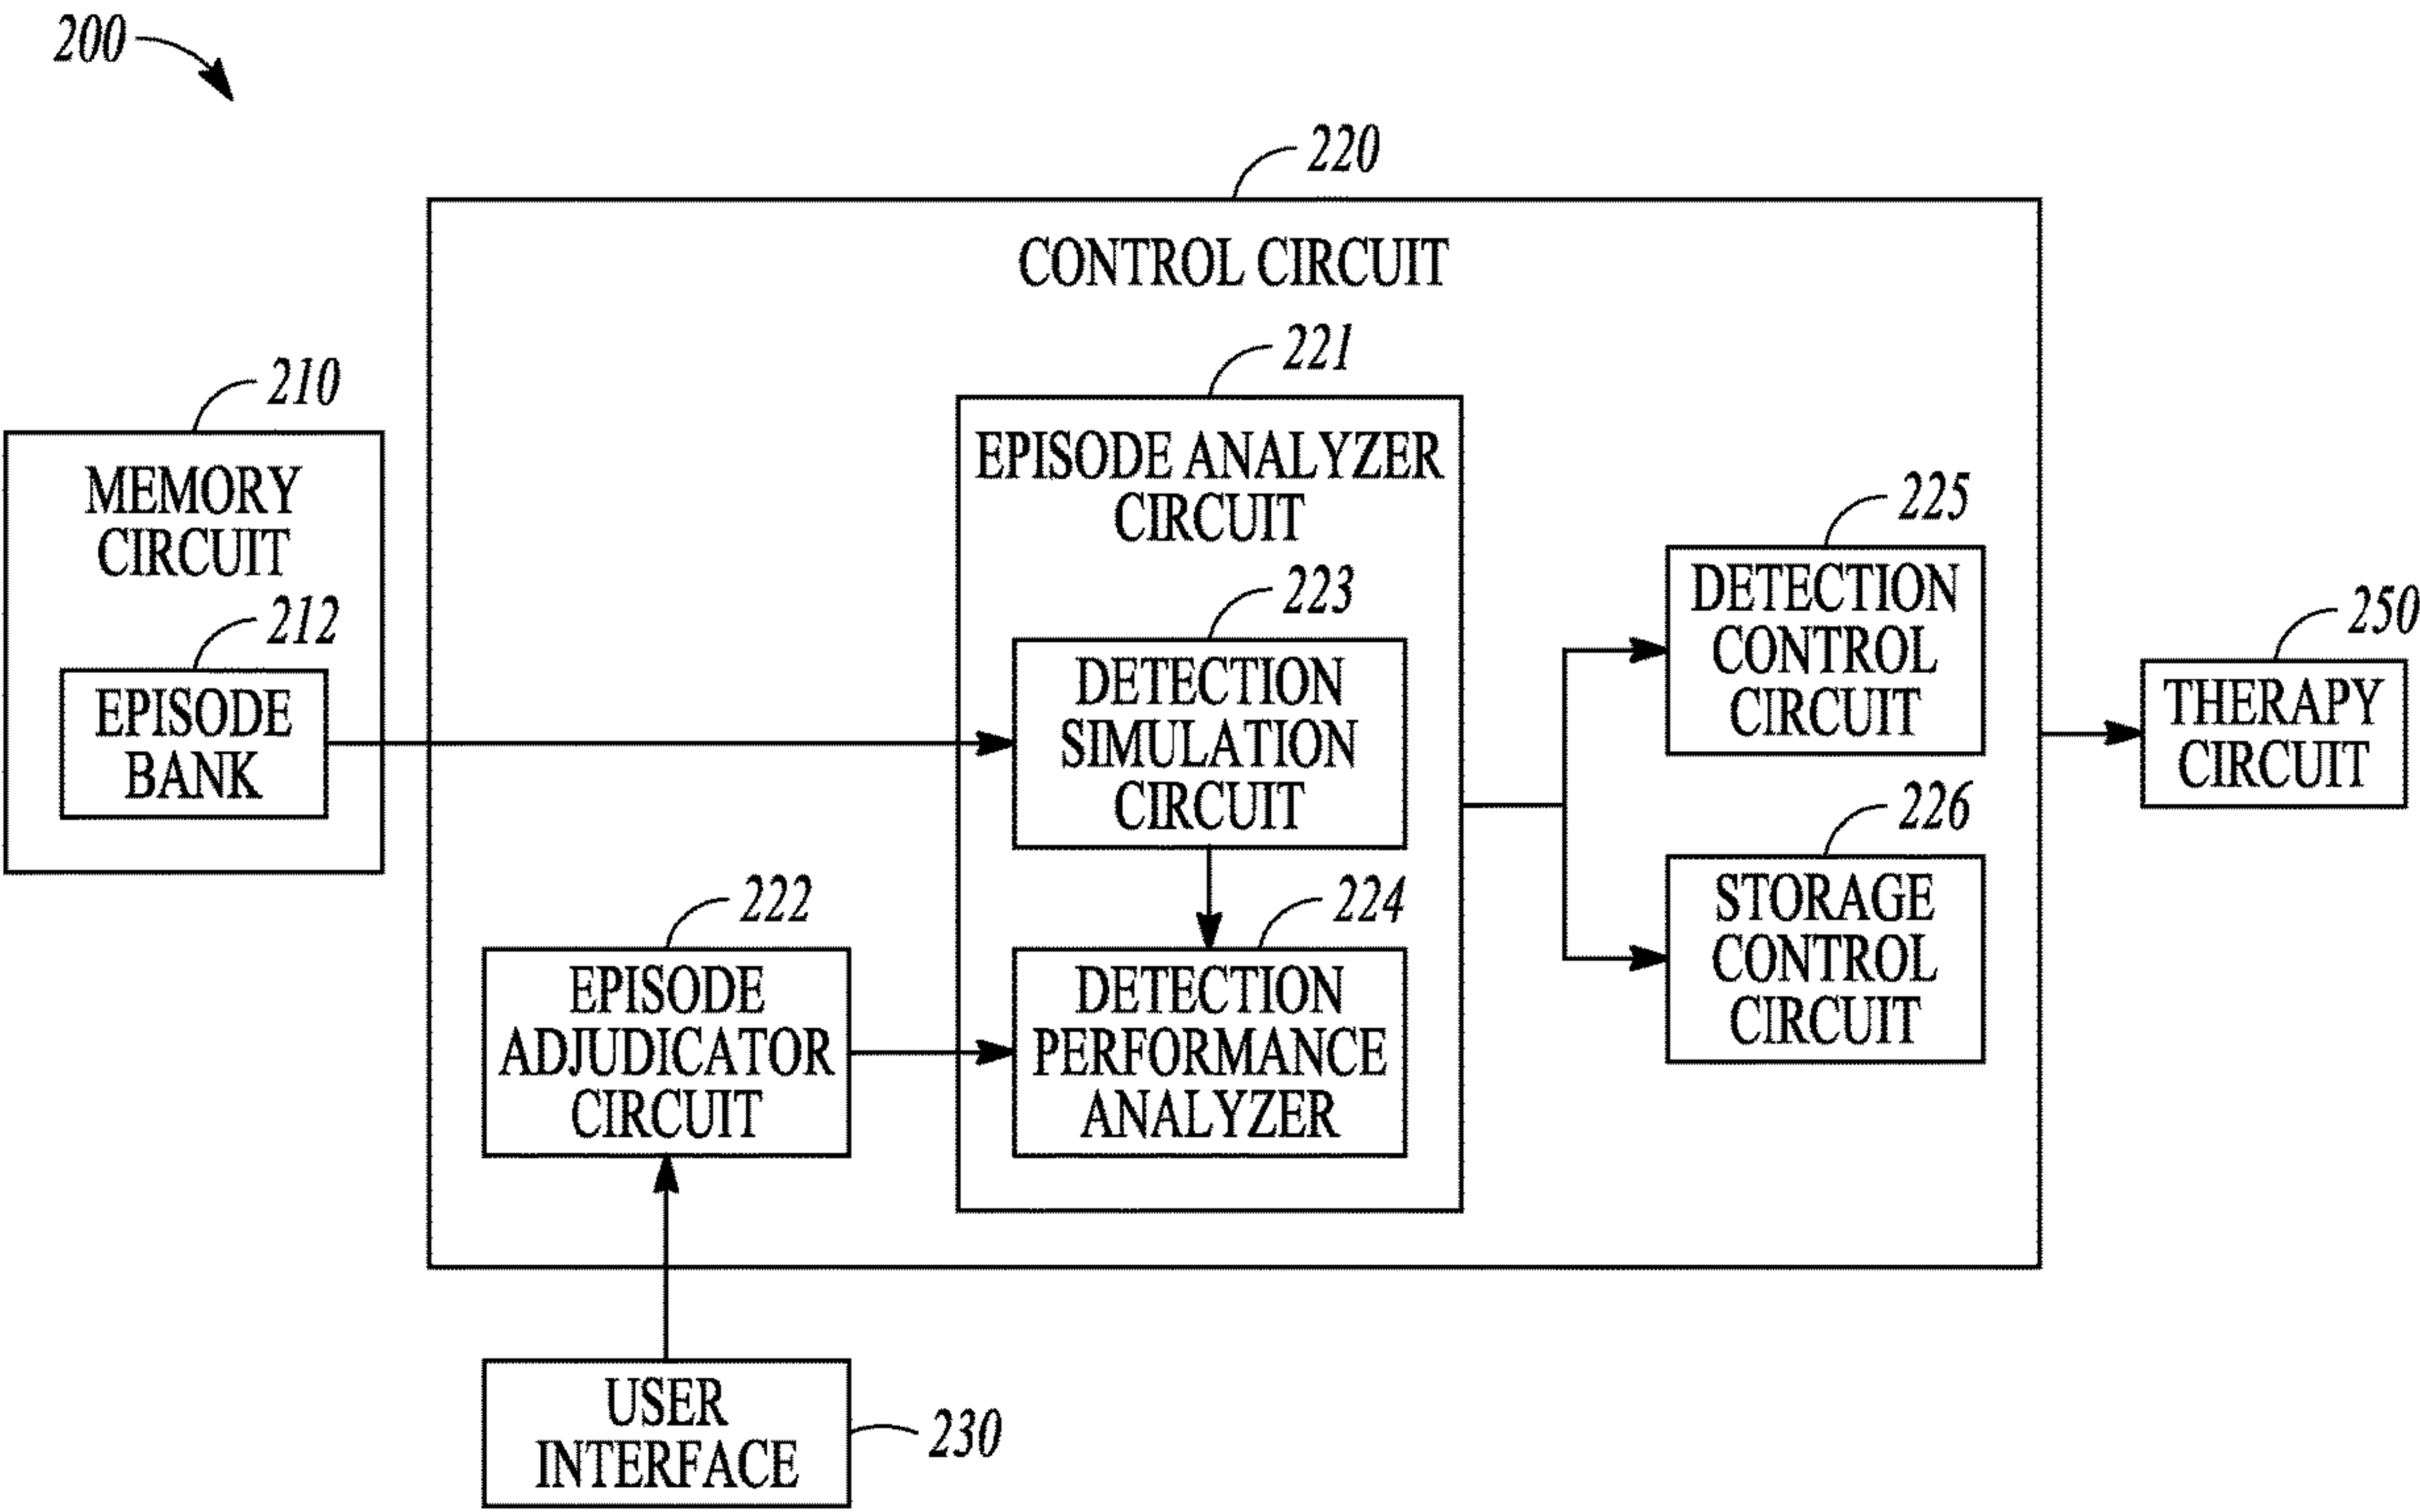 200
220
CONTROL CIRCUIT
221
EPISODE ANALYZER
CIRCUIT
210
MEMORY
CIRCUIT
212
EPISODE
BANK
223
DETECTION
SIMULATION
CIRCUIT
225
DETECTION
CONTROL
CIRCUIT
250
THERAPY
CIRCUIT
222
EPISODE
ADJUDICATOR
CIRCUIT
224
DETECTION
PERFORMANCE
ANALYZER
226
STORAGE
CONTROL
CIRCUIT
USER
INTERFACE
230